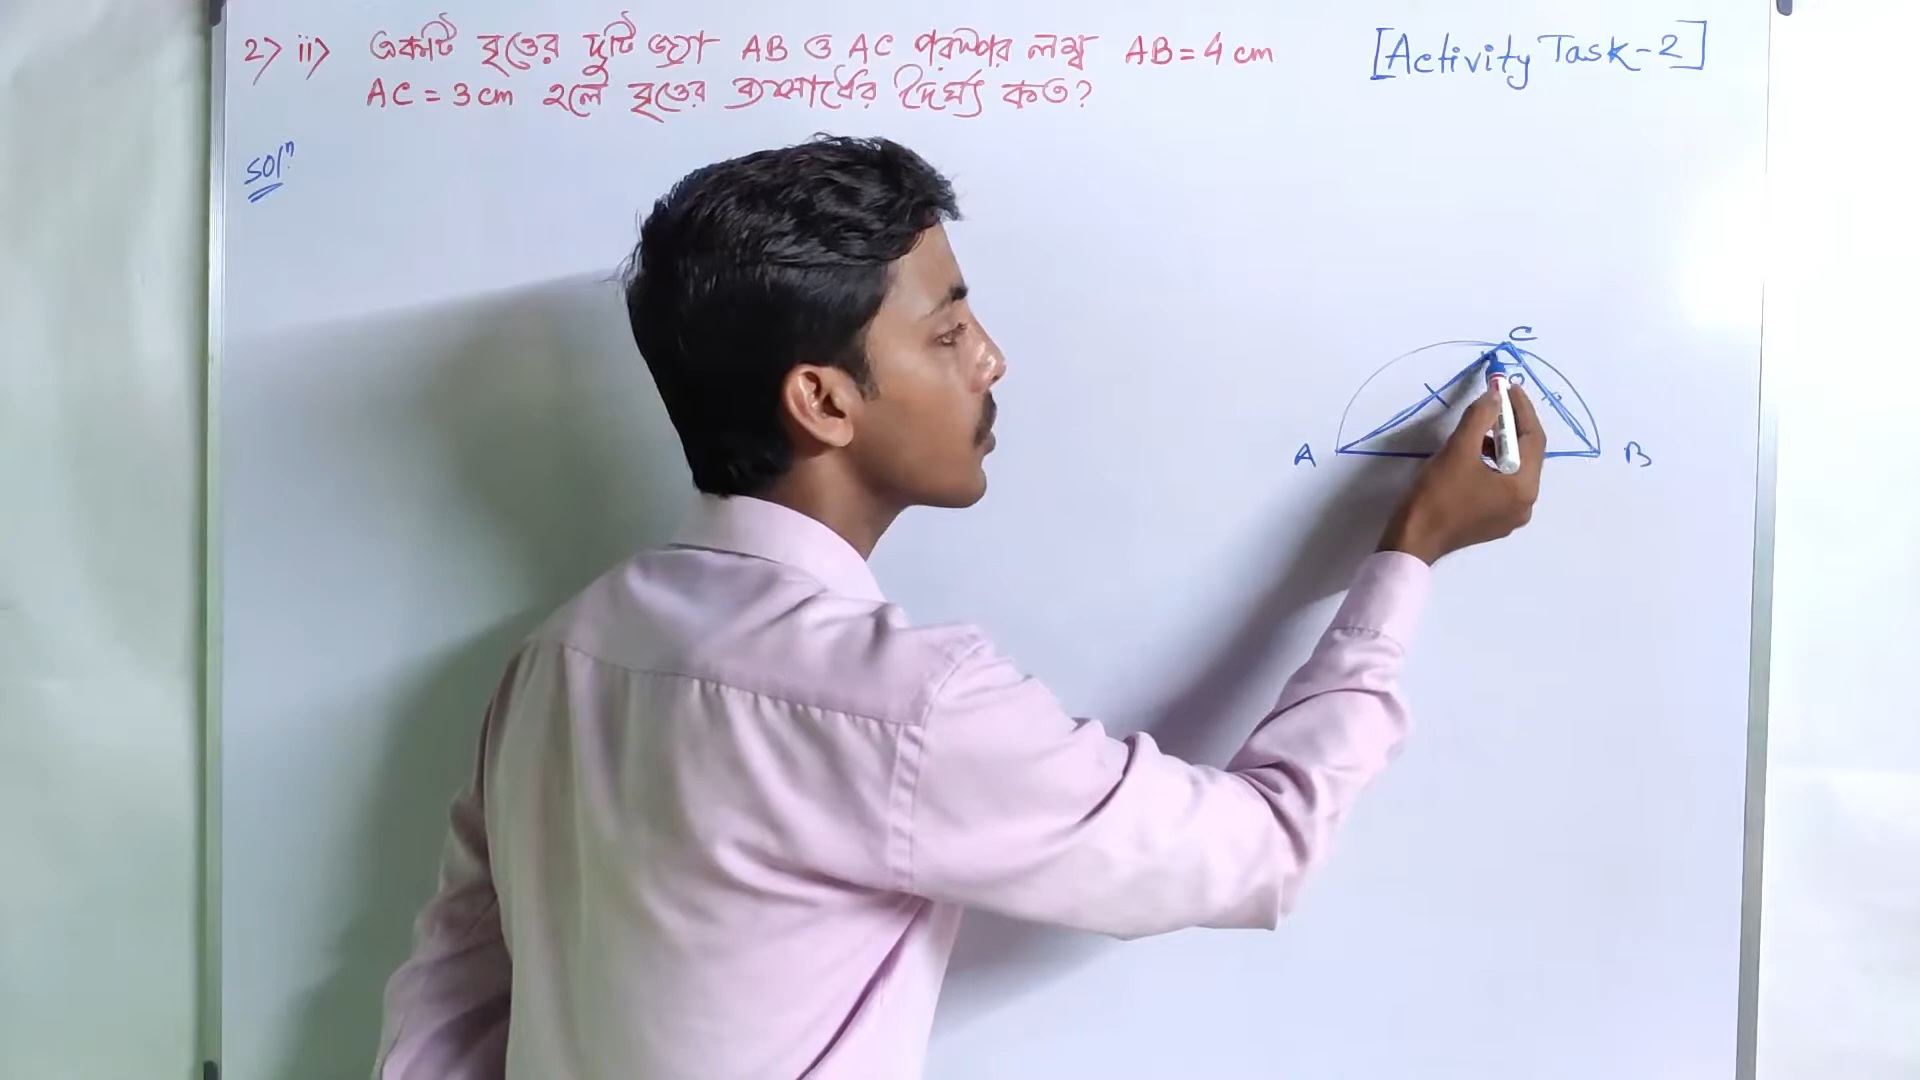 2) ii) একটি বৃত্তের দুটি জ্যা AB ও AC পরস্পর লম্ব AB = 4 cm
AC = 3 cm হলে বৃত্তের ব্যাসার্ধের দৈর্ঘ্য কত?
[Activity Task-2]
Solⁿ
C
A
B